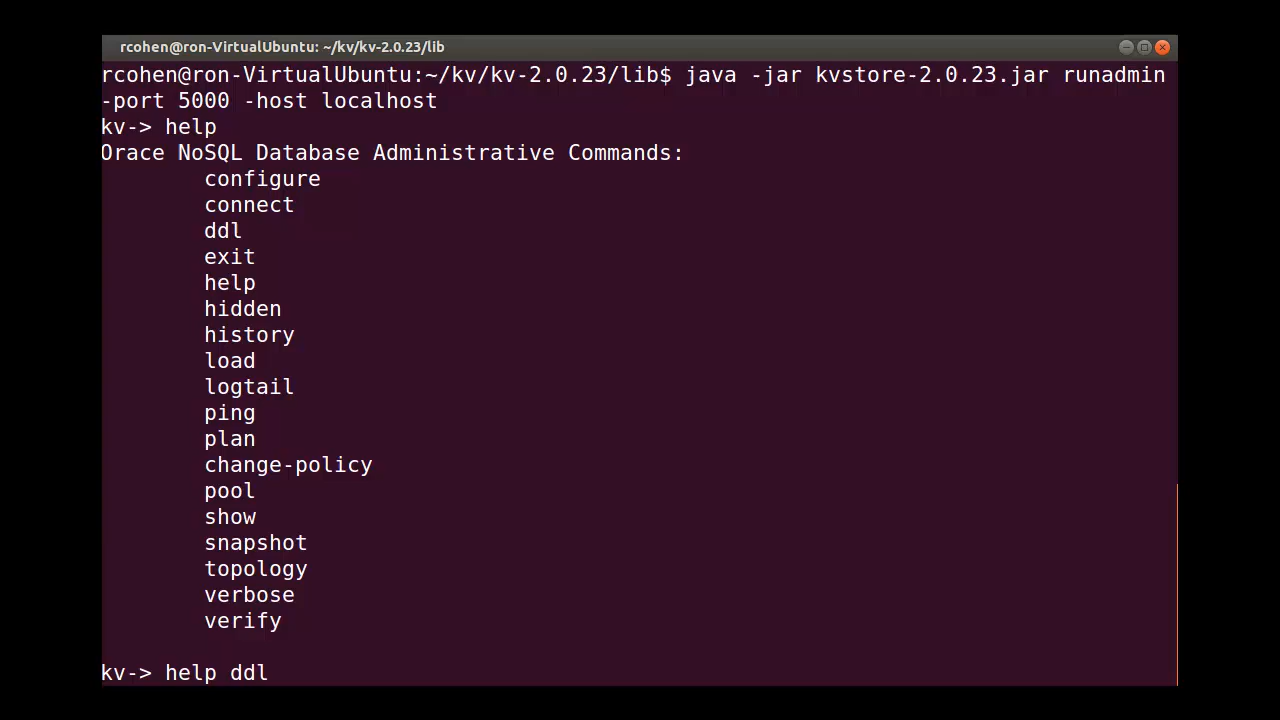 rcohen@ron-VirtualUbuntu: ~/kv/kv-2.0.23/lib
rcohen@ron-VirtualUbuntu:~/kv/kv-2.0.23/lib$ java -jar kvstore-2.0.23.jar runadmin
-port 5000 -host localhost
kv-> help
Orace NoSQL Database Administrative Commands:
configure
connect
ddl
exit
help
hidden
history
load
logtail
ping
plan
change-policy
pool
show
snapshot
topology
verbose
verify
kv-> help ddl